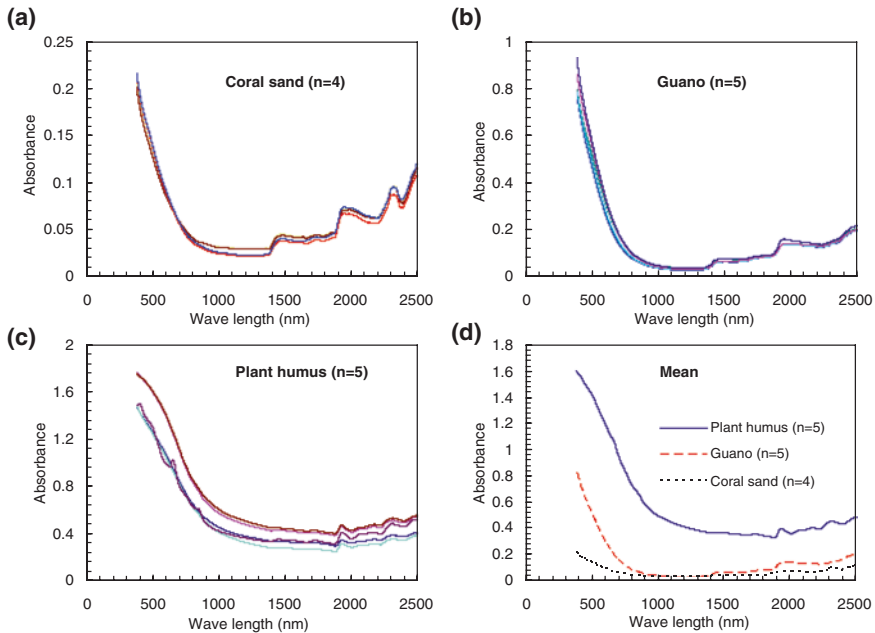 (a)
0.25
0.2
0.15
0.1
0.05
0
Absorbance
Coral sand (n=4)
0 500 1000 1500 2000 2500
Wave length (nm)
(b)
1
0.8
0.6
0.4
0.2
0
Absorbance
Guano (n=5)
0 500 1000 1500 2000 2500
Wave length (nm)
(c)
2
1.6
1.2
0.8
0.4
0
Absorbance
Plant humus (n=5)
0 500 1000 1500 2000 2500
Wave length (nm)
(d)
1.8
1.6
1.4
1.2
1
0.8
0.6
0.4
0.2
0
Absorbance
Mean
Plant humus (n=5)
Guano (n=5)
Coral sand (n=4)
0 500 1000 1500 2000 2500
Wave length (nm)